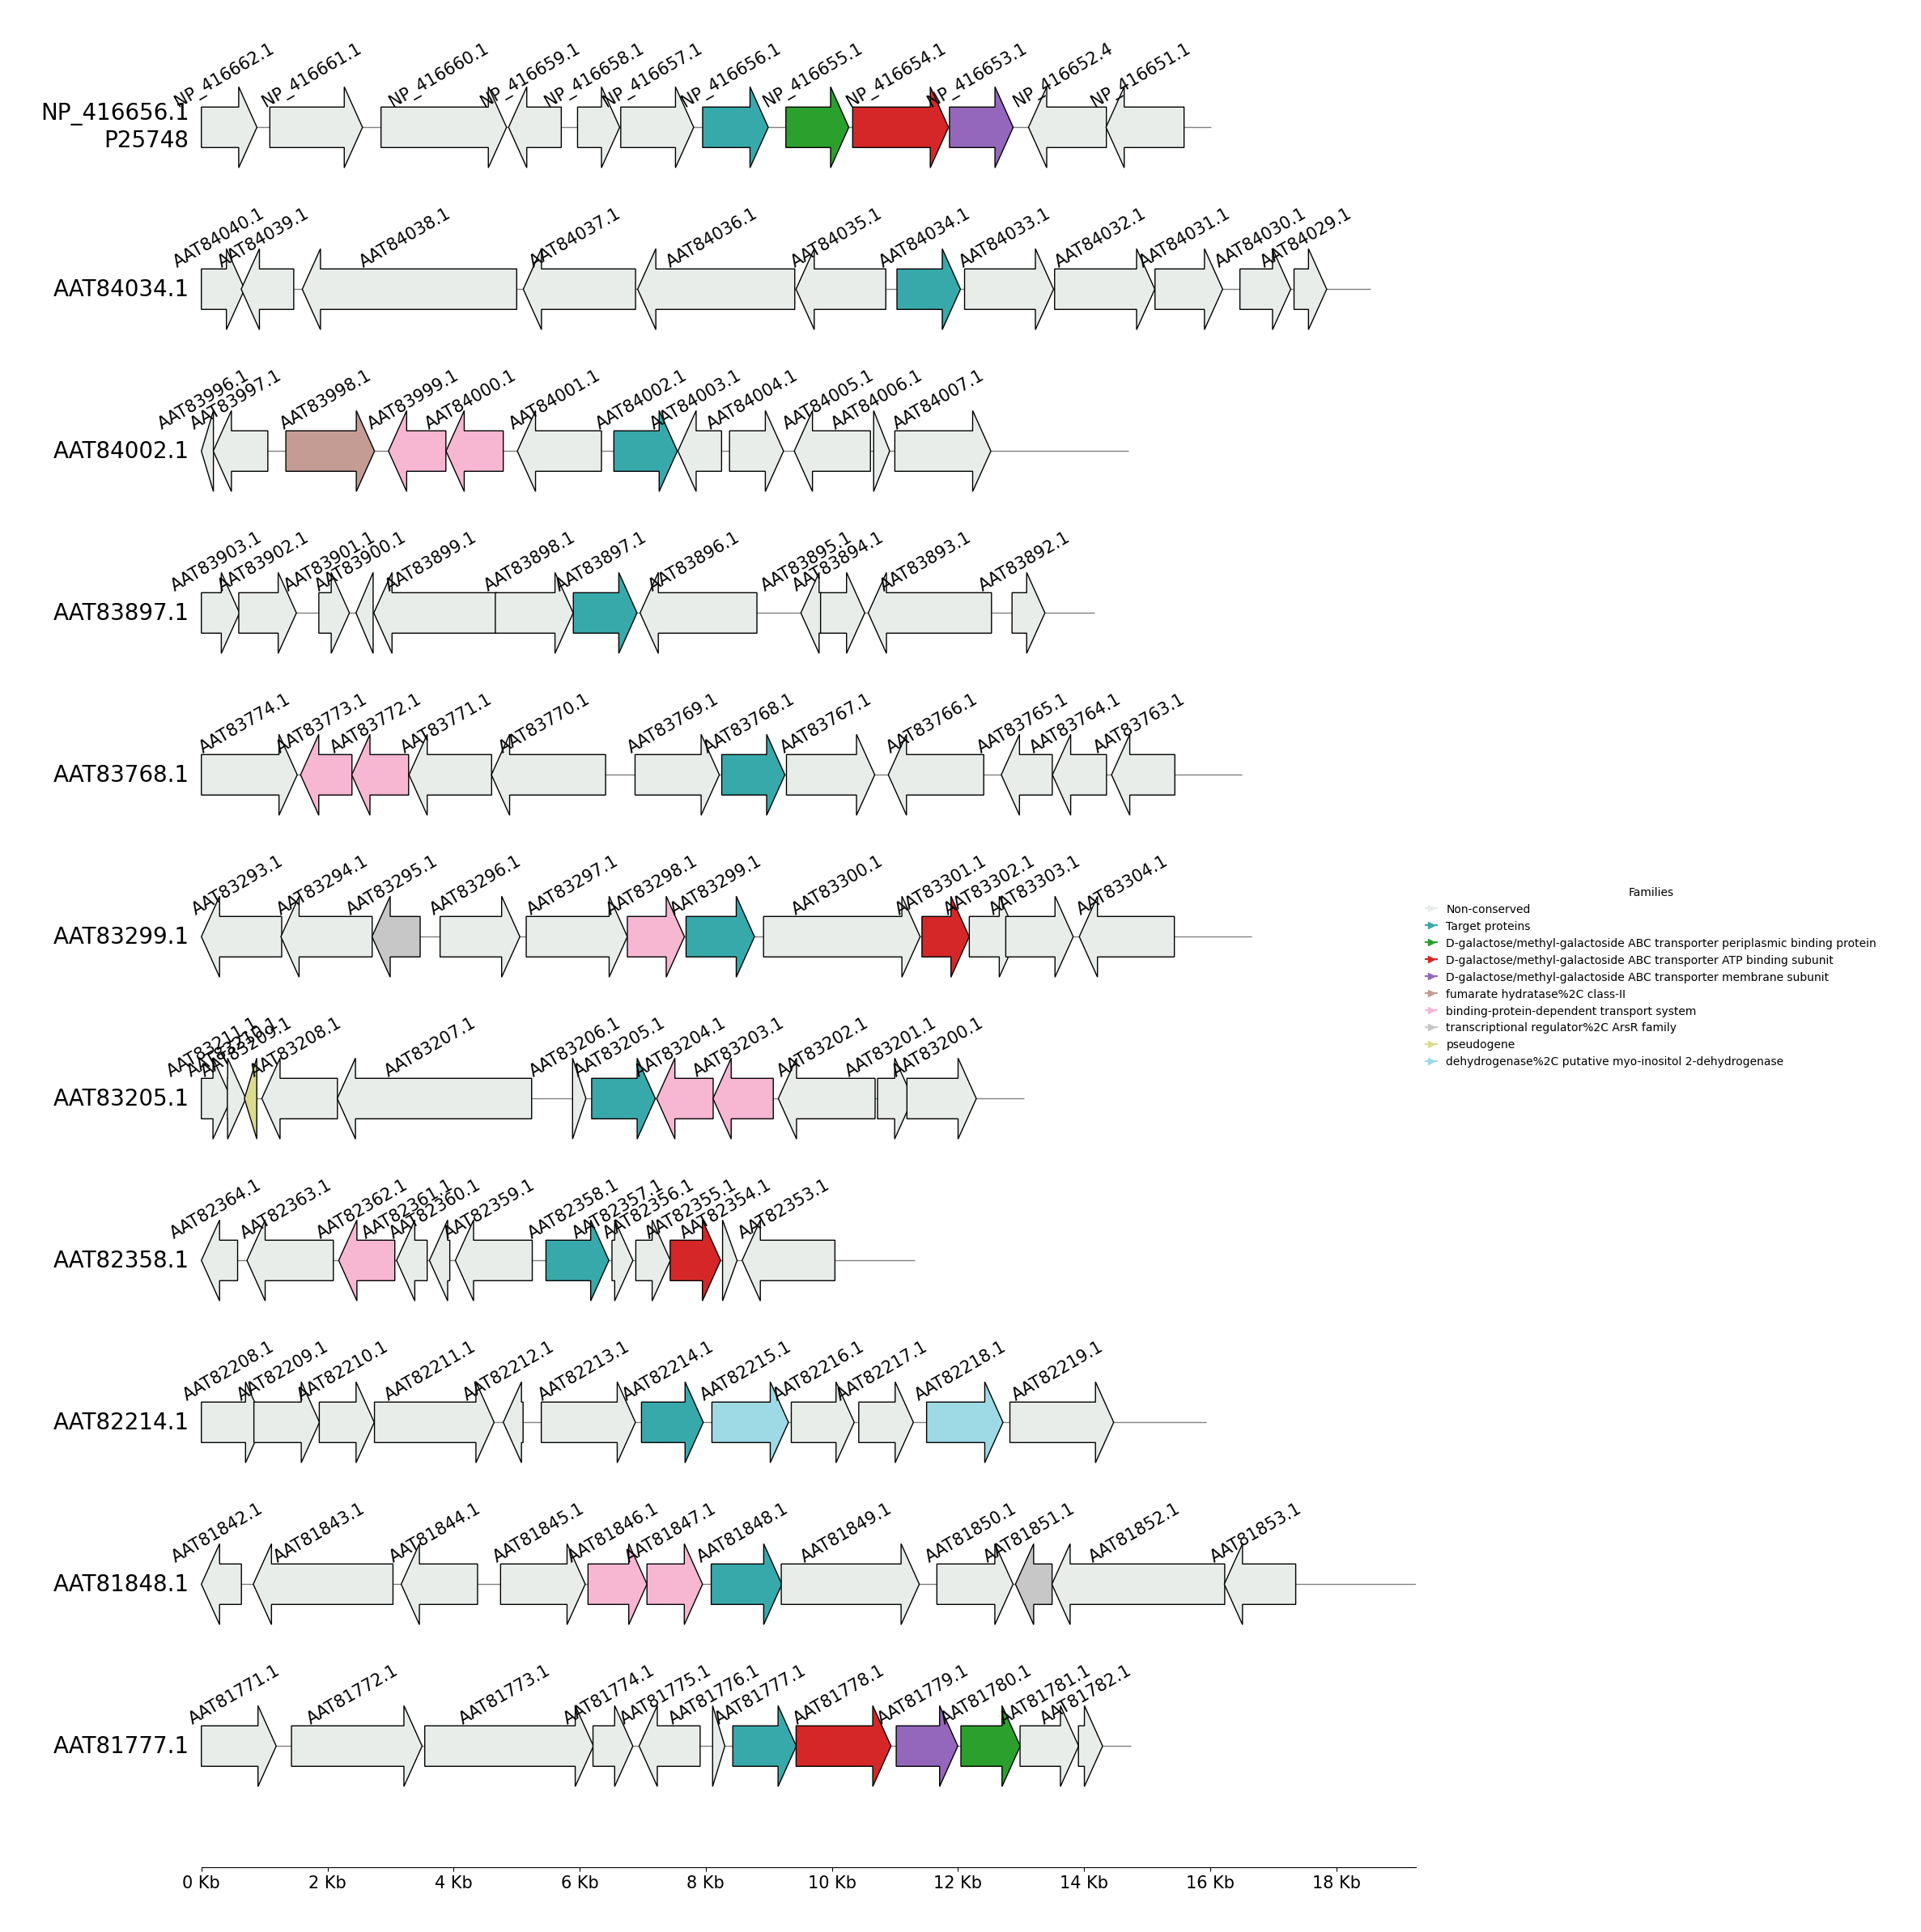 NP_416662.1 NP_416661.1 NP_416660.1 NP_416659.1 NP_416658.1 NP_416657.1 NP_416656.1 NP_416655.1 NP_416654.1 NP_416653.1 NP_416652.4 NP_416651.1
NP_416656.1
P25748
AAT84040.1 AAT84039.1 AAT84038.1 AAT84037.1 AAT84036.1 AAT84035.1 AAT84034.1 AAT84033.1 AAT84032.1 AAT84031.1 AAT84030.1 AAT84029.1
AAT84034.1
AAT83996.1 AAT83997.1 AAT83998.1 AAT83999.1 AAT84000.1 AAT84001.1 AAT84002.1 AAT84003.1 AAT84004.1 AAT84005.1 AAT84006.1 AAT84007.1
AAT84002.1
AAT83903.1 AAT83902.1 AAT83901.1 AAT83900.1 AAT83899.1 AAT83898.1 AAT83897.1 AAT83896.1 AAT83895.1 AAT83894.1 AAT83893.1 AAT83892.1
AAT83897.1
AAT83774.1 AAT83773.1 AAT83772.1 AAT83771.1 AAT83770.1 AAT83769.1 AAT83768.1 AAT83767.1 AAT83766.1 AAT83765.1 AAT83764.1 AAT83763.1
AAT83768.1
AAT83293.1 AAT83294.1 AAT83295.1 AAT83296.1 AAT83297.1 AAT83298.1 AAT83299.1 AAT83300.1 AAT83301.1 AAT83302.1 AAT83303.1 AAT83304.1
AAT83299.1
AAT83211.1 AAT83210.1 AAT83209.1 AAT83208.1 AAT83207.1 AAT83206.1 AAT83205.1 AAT83204.1 AAT83203.1 AAT83202.1 AAT83201.1 AAT83200.1
AAT83205.1
AAT82364.1 AAT82363.1 AAT82362.1 AAT82361.1 AAT82360.1 AAT82359.1 AAT82358.1 AAT82357.1 AAT82356.1 AAT82355.1 AAT82354.1 AAT82353.1
AAT82358.1
AAT82208.1 AAT82209.1 AAT82210.1 AAT82211.1 AAT82212.1 AAT82213.1 AAT82214.1 AAT82215.1 AAT82216.1 AAT82217.1 AAT82218.1 AAT82219.1
AAT82214.1
AAT81842.1 AAT81843.1 AAT81844.1 AAT81845.1 AAT81846.1 AAT81847.1 AAT81848.1 AAT81849.1 AAT81850.1 AAT81851.1 AAT81852.1 AAT81853.1
AAT81848.1
AAT81771.1 AAT81772.1 AAT81773.1 AAT81774.1 AAT81775.1 AAT81776.1 AAT81777.1 AAT81778.1 AAT81779.1 AAT81780.1 AAT81781.1 AAT81782.1
AAT81777.1
0 Kb 2 Kb 4 Kb 6 Kb 8 Kb 10 Kb 12 Kb 14 Kb 16 Kb 18 Kb
Families
Non-conserved
Target proteins
D-galactose/methyl-galactoside ABC transporter periplasmic binding protein
D-galactose/methyl-galactoside ABC transporter ATP binding subunit
D-galactose/methyl-galactoside ABC transporter membrane subunit
fumarate hydratase%2C class-II
binding-protein-dependent transport system
transcriptional regulator%2C ArsR family
pseudogene
dehydrogenase%2C putative myo-inositol 2-dehydrogenase